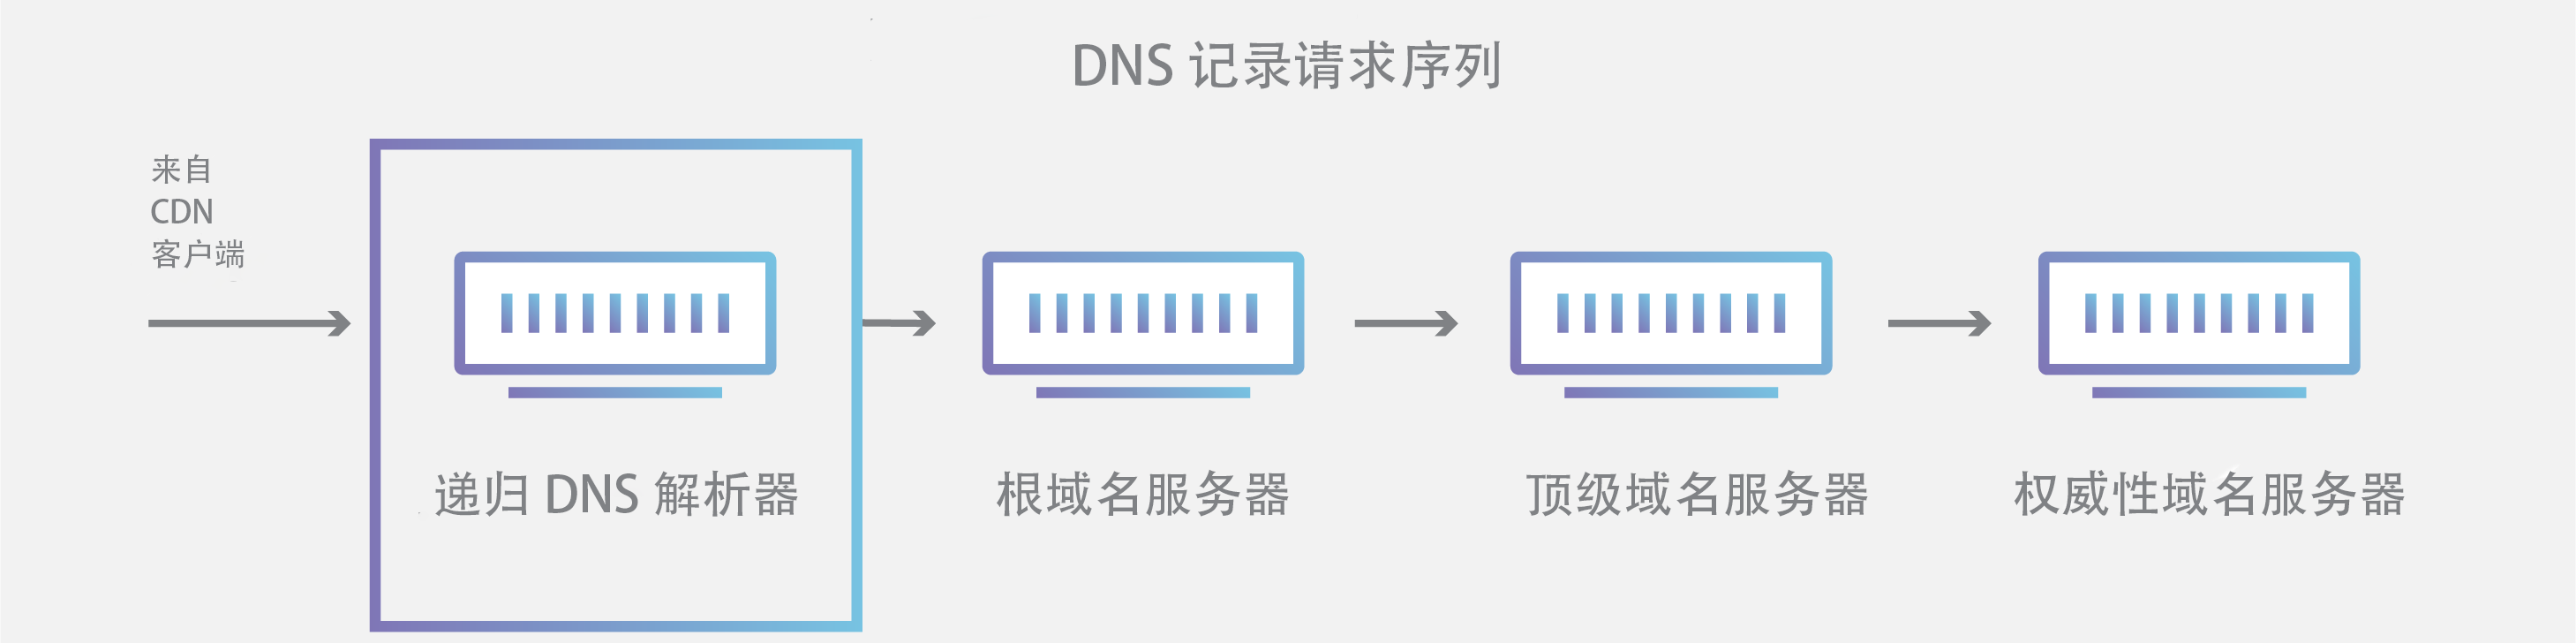 DNS 记录请求序列
来自
CDN
客户端
递归 DNS 解析器
根域名服务器
顶级域名服务器
权威性域名服务器